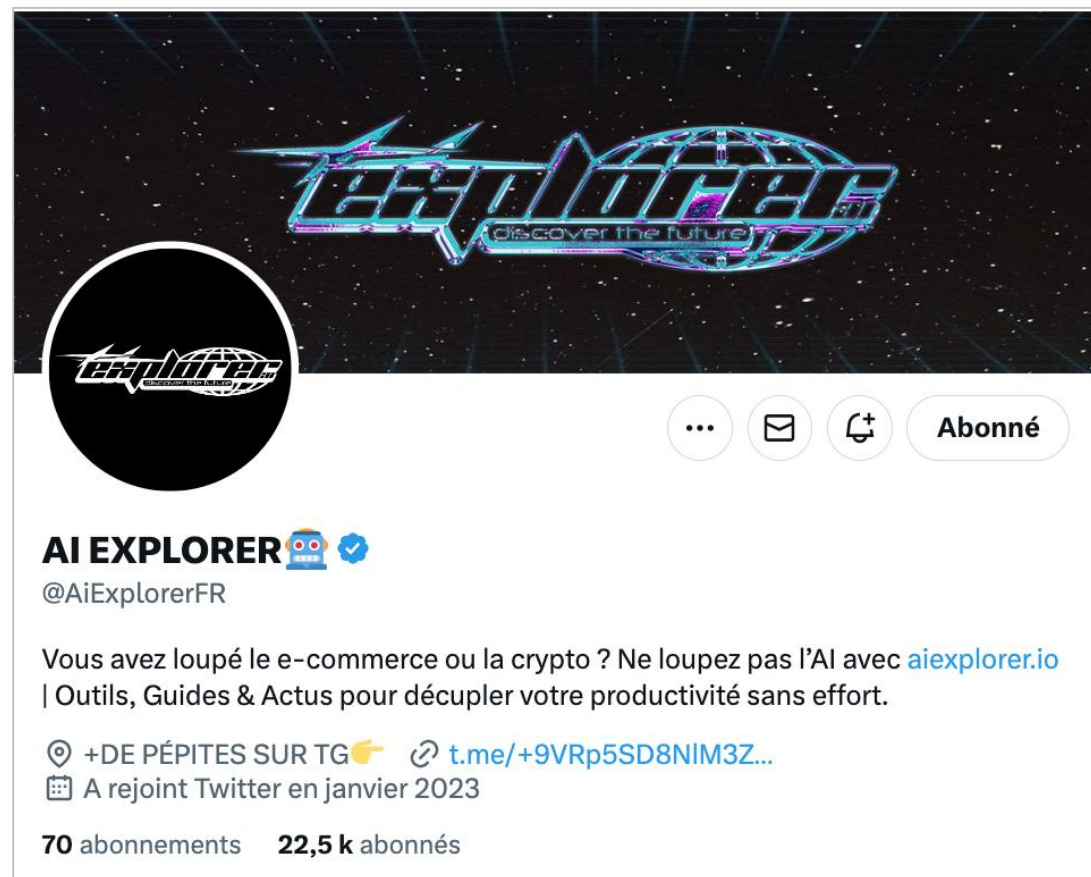 explorer
discover the future
explorer
discover the future
Abonné
AI EXPLORER🤖
@AiExplorerFR
Vous avez loupé le e-commerce ou la crypto ? Ne loupez pas l’AI avec aiexplorer.io
| Outils, Guides & Actus pour décupler votre productivité sans effort.
+DE PÉPITES SUR TG👉 t.me/+9VRp5SD8NlM3Z...
A rejoint Twitter en janvier 2023
70 abonnements 22,5 k abonnés